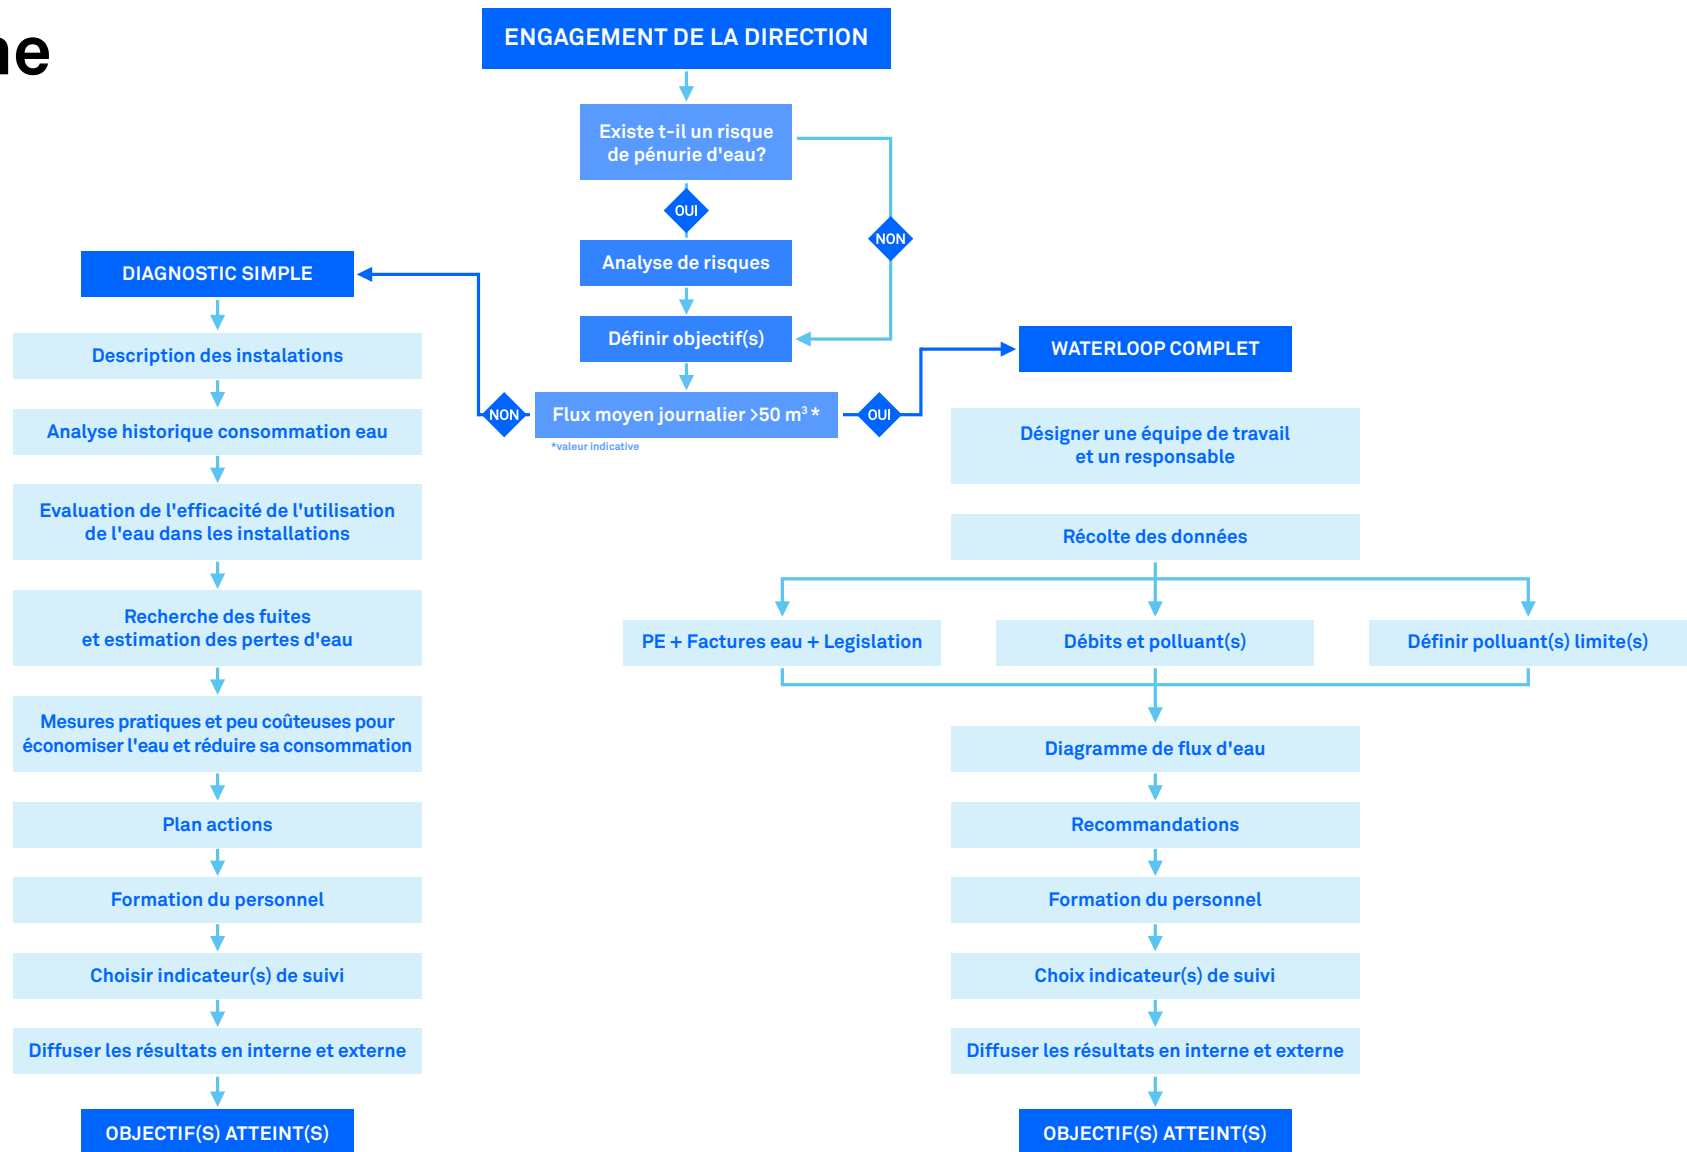 ne
ENGAGEMENT DE LA DIRECTION
Existe t-il un risque
de pénurie d'eau?
OUI
NON
Analyse de risques
Définir objectif(s)
NON
Flux moyen journalier >50 m³ *
OUI
*valeur indicative
DIAGNOSTIC SIMPLE
Description des instalations
Analyse historique consommation eau
Evaluation de l'efficacité de l'utilisation
de l'eau dans les installations
Recherche des fuites
et estimation des pertes d'eau
Mesures pratiques et peu coûteuses pour
économiser l'eau et réduire sa consommation
Plan actions
Formation du personnel
Choisir indicateur(s) de suivi
Diffuser les résultats en interne et externe
OBJECTIF(S) ATTEINT(S)
WATERLOOP COMPLET
Désigner une équipe de travail
et un responsable
Récolte des données
PE + Factures eau + Legislation
Débits et polluant(s)
Définir polluant(s) limite(s)
Diagramme de flux d'eau
Recommandations
Formation du personnel
Choix indicateur(s) de suivi
Diffuser les résultats en interne et externe
OBJECTIF(S) ATTEINT(S)